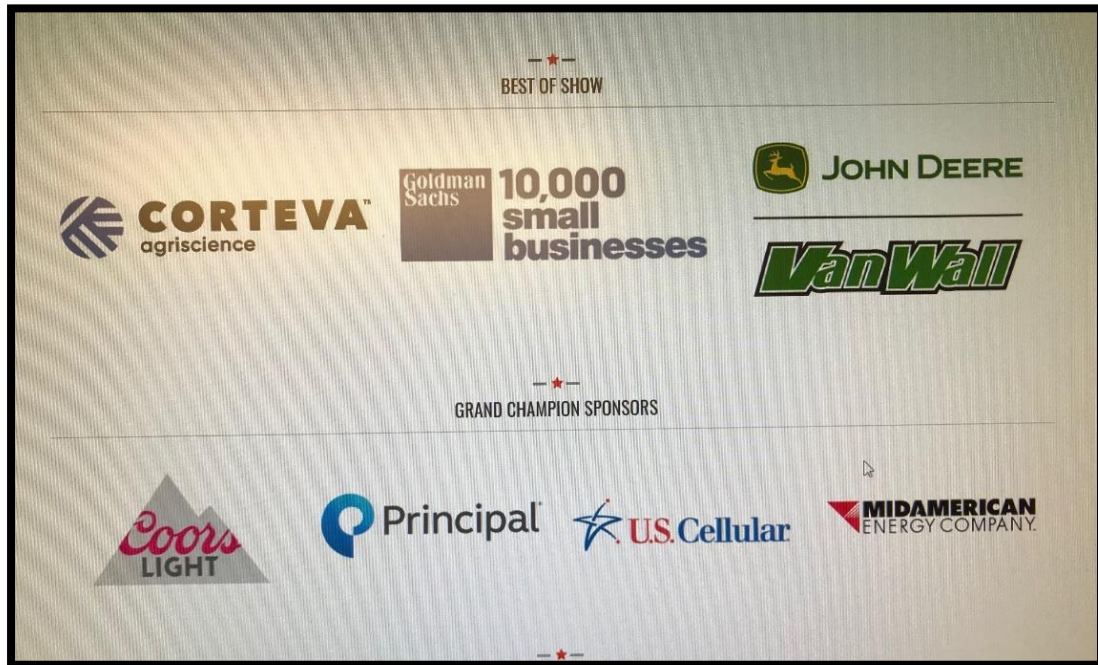 BEST OF SHOW
CORTEVA™
agriscience
Goldman
Sachs
10,000
small
businesses
JOHN DEERE
VanWall
GRAND CHAMPION SPONSORS
Coors
LIGHT
Principal
U.S. Cellular
MIDAMERICAN
ENERGY COMPANY.